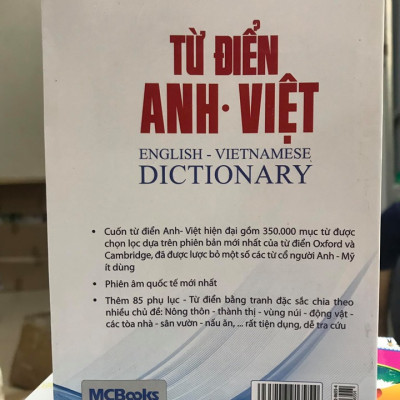 TỪ ĐIỂN
ANH · VIỆT
ENGLISH - VIETNAMESE
DICTIONARY
• Cuốn từ điển Anh- Việt hiện đại gồm 350.000 mục từ được
chọn lọc dựa trên phiên bản mới nhất của từ điển Oxford và
Cambridge, đã được lược bỏ một số các từ cổ người Anh - Mỹ
ít dùng
• Phiên âm quốc tế mới nhất
• Thêm 85 phụ lục - Từ điển bằng tranh đặc sắc chia theo
nhiều chủ đề: Nông thôn - thành thị - vùng núi - động vật -
các tòa nhà - sân vườn - nấu ăn, ... rất tiện dụng, dễ tra cứu
MCBooks